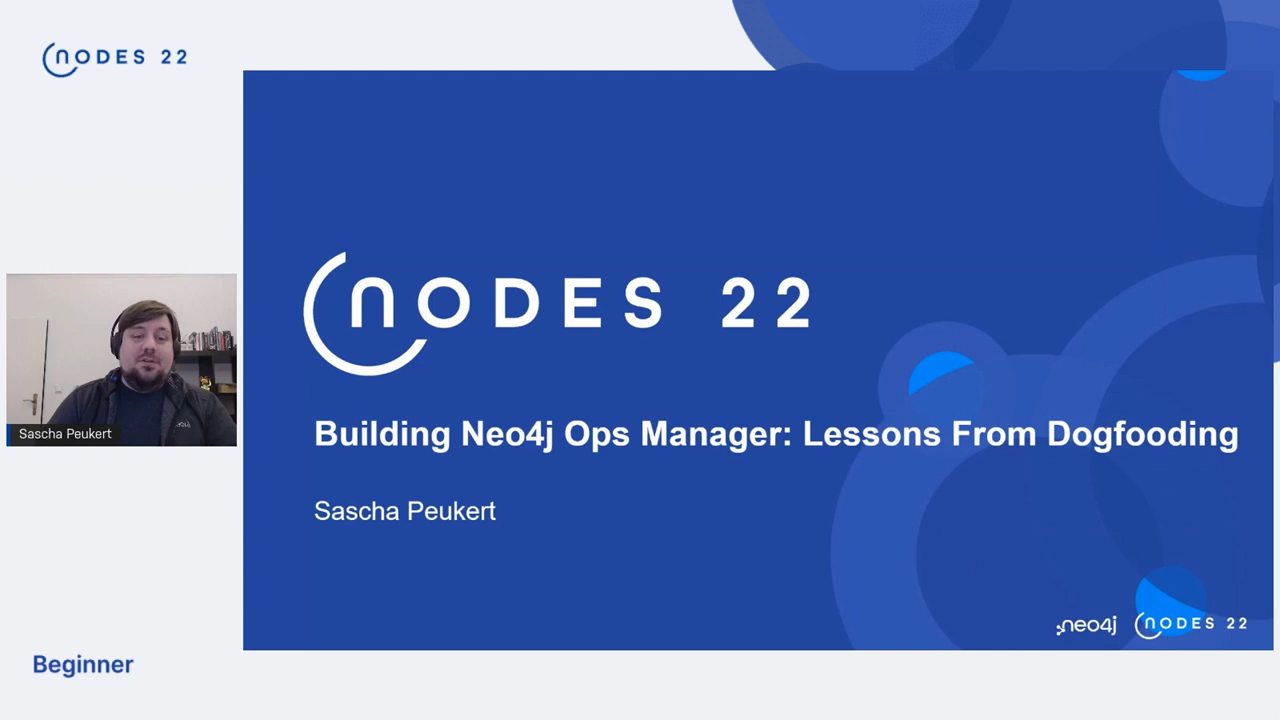 NODES 22
NODES 22
Building Neo4j Ops Manager: Lessons From Dogfooding
Sascha Peukert
Sascha Peukert
neo4j NODES 22
Beginner